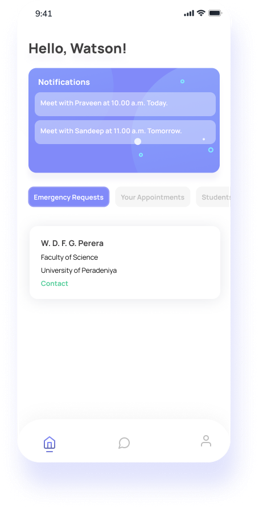 9:41
Hello, Watson!
Notifications
Meet with Praveen at 10.00 a.m. Today.
Meet with Sandeep at 11.00 a.m. Tomorrow.
Emergency Requests
Your Appointments
Students
W. D. F. G. Perera
Faculty of Science
University of Peradeniya
Contact